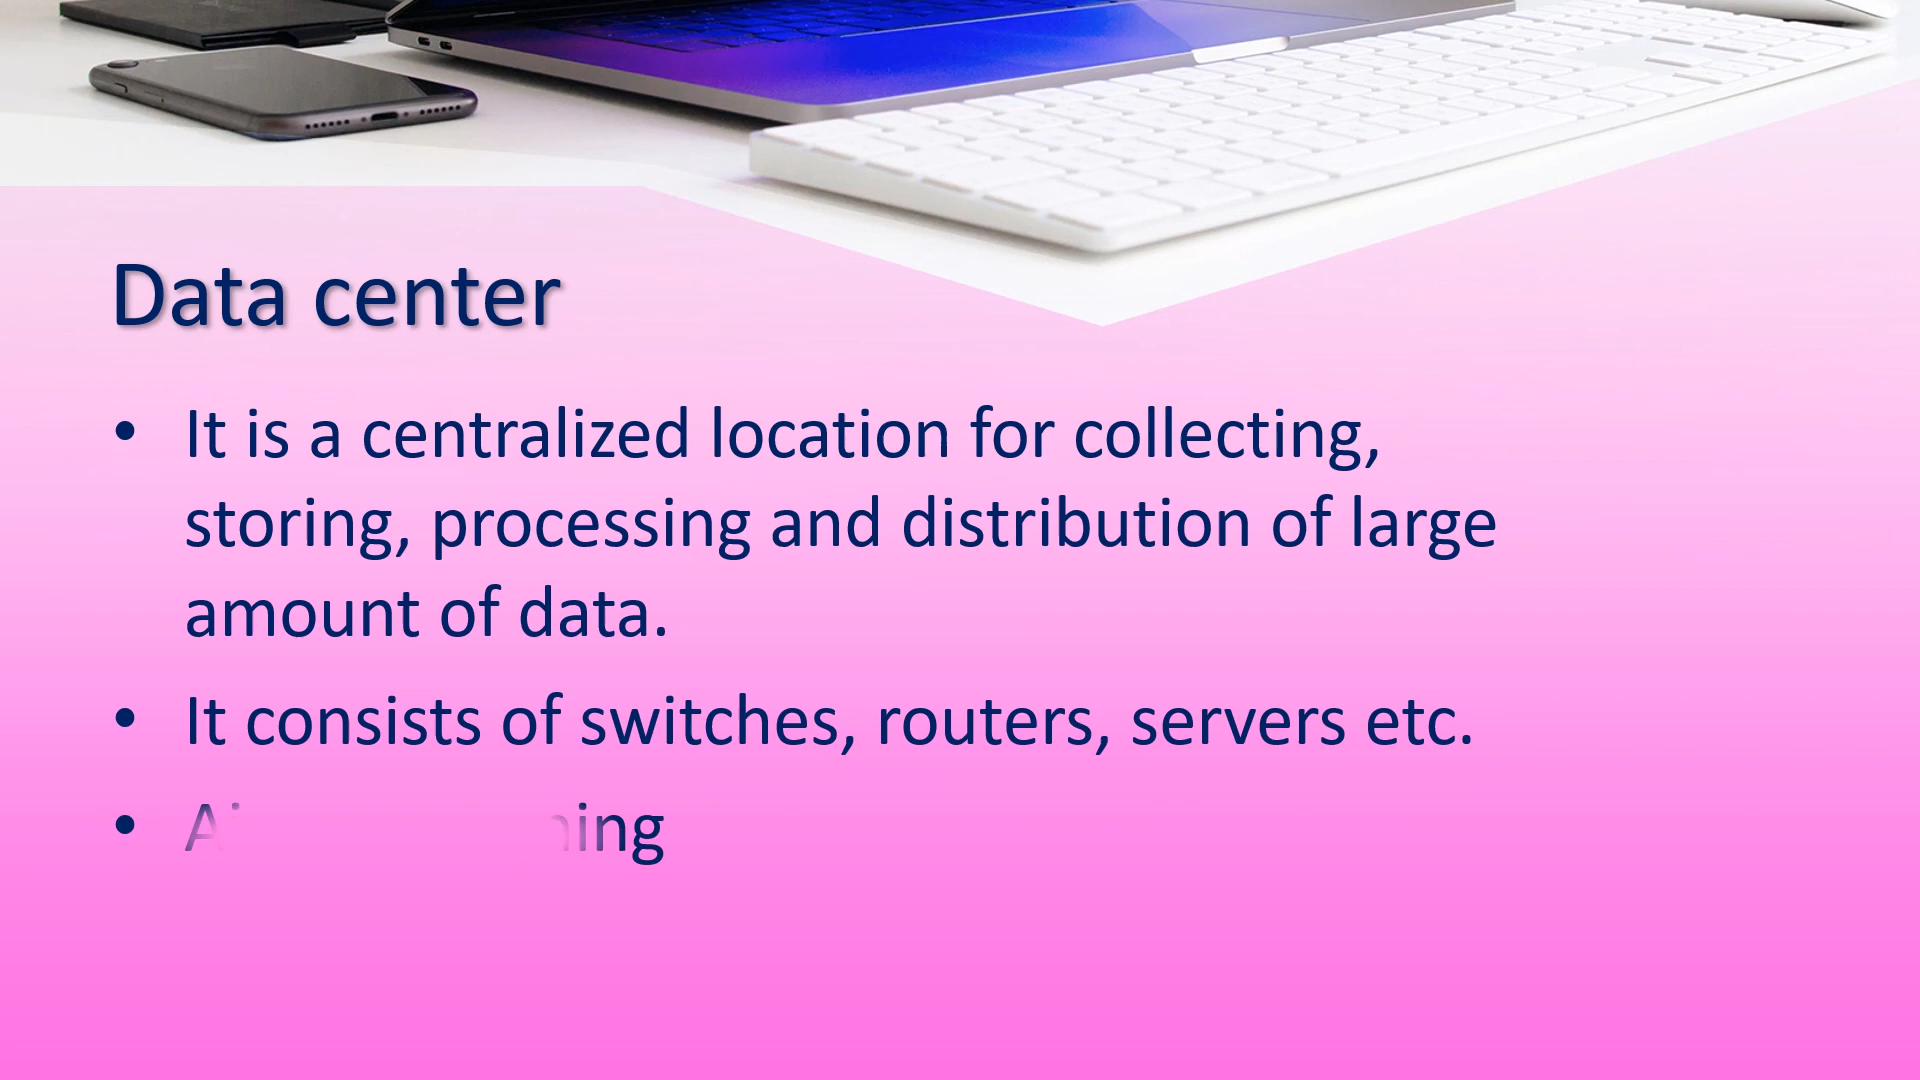 Data center
• It is a centralized location for collecting,
storing, processing and distribution of large
amount of data.
• It consists of switches, routers, servers etc.
•